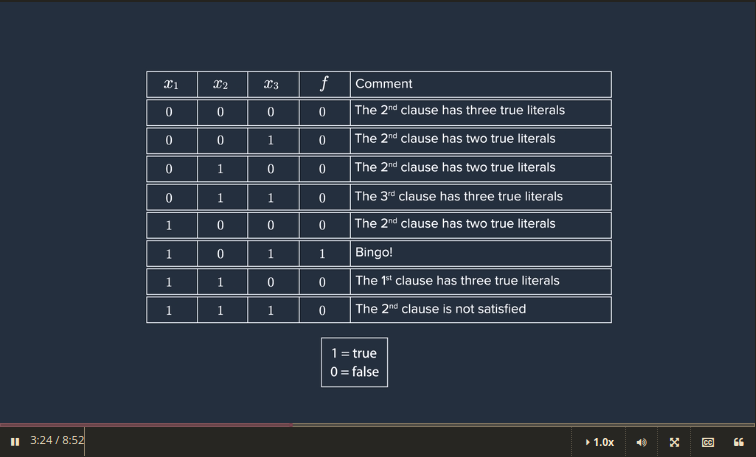 x₁ x₂ x₃ f Comment
0 0 0 0 The 2ⁿᵈ clause has three true literals
0 0 1 0 The 2ⁿᵈ clause has two true literals
0 1 0 0 The 2ⁿᵈ clause has two true literals
0 1 1 0 The 3ʳᵈ clause has three true literals
1 0 0 0 The 2ⁿᵈ clause has two true literals
1 0 1 1 Bingo!
1 1 0 0 The 1ˢᵗ clause has three true literals
1 1 1 0 The 2ⁿᵈ clause is not satisfied
1 = true
0 = false
3:24 / 8:52 1.0x CC